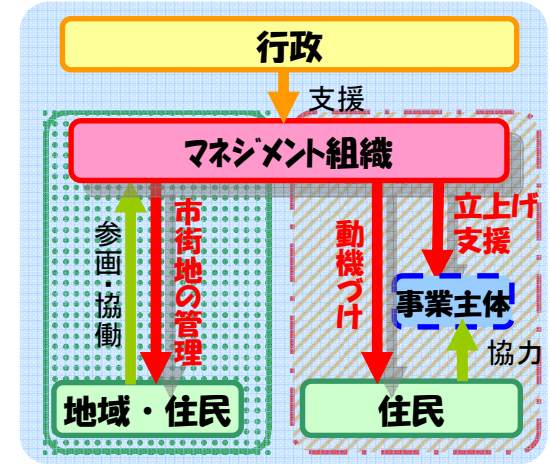 行政
支援
マネジメント組織
参画・協働
市街地の管理
動機づけ
立上げ
支援
事業主体
協力
地域・住民
住民